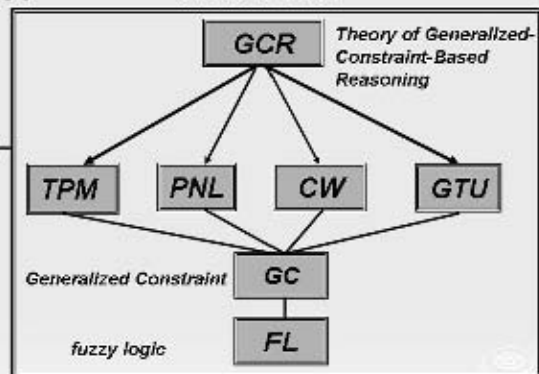 GCR
Theory of Generalized-
Constraint-Based
Reasoning
TPM
PNL
CW
GTU
Generalized Constraint
GC
fuzzy logic
FL